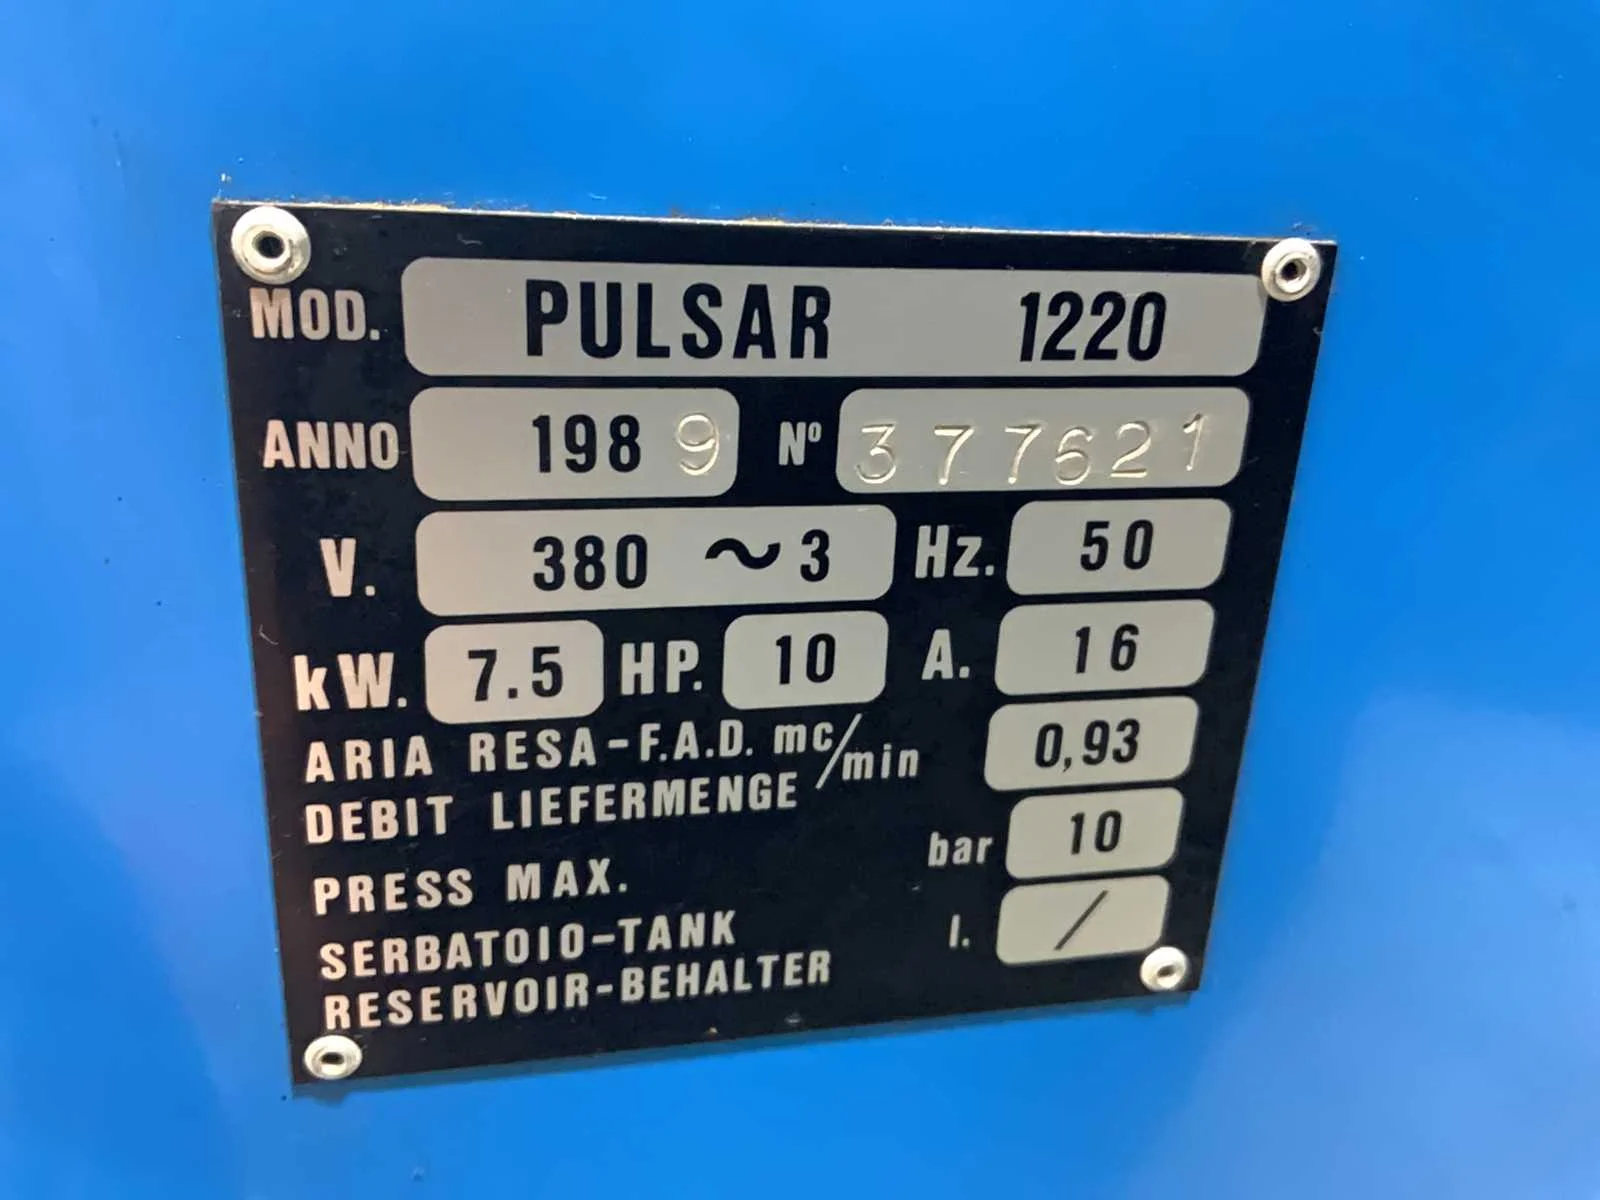 MOD. PULSAR 1220
ANNO 1989 Nº 377621
V. 380 ~ 3 Hz. 50
kW. 7.5 HP. 10 A. 16
ARIA RESA-F.A.D. mc/min 0,93
DEBIT LIEFERMENGE
PRESS MAX. bar 10
SERBATOIO-TANK l. /
RESERVOIR-BEHALTER